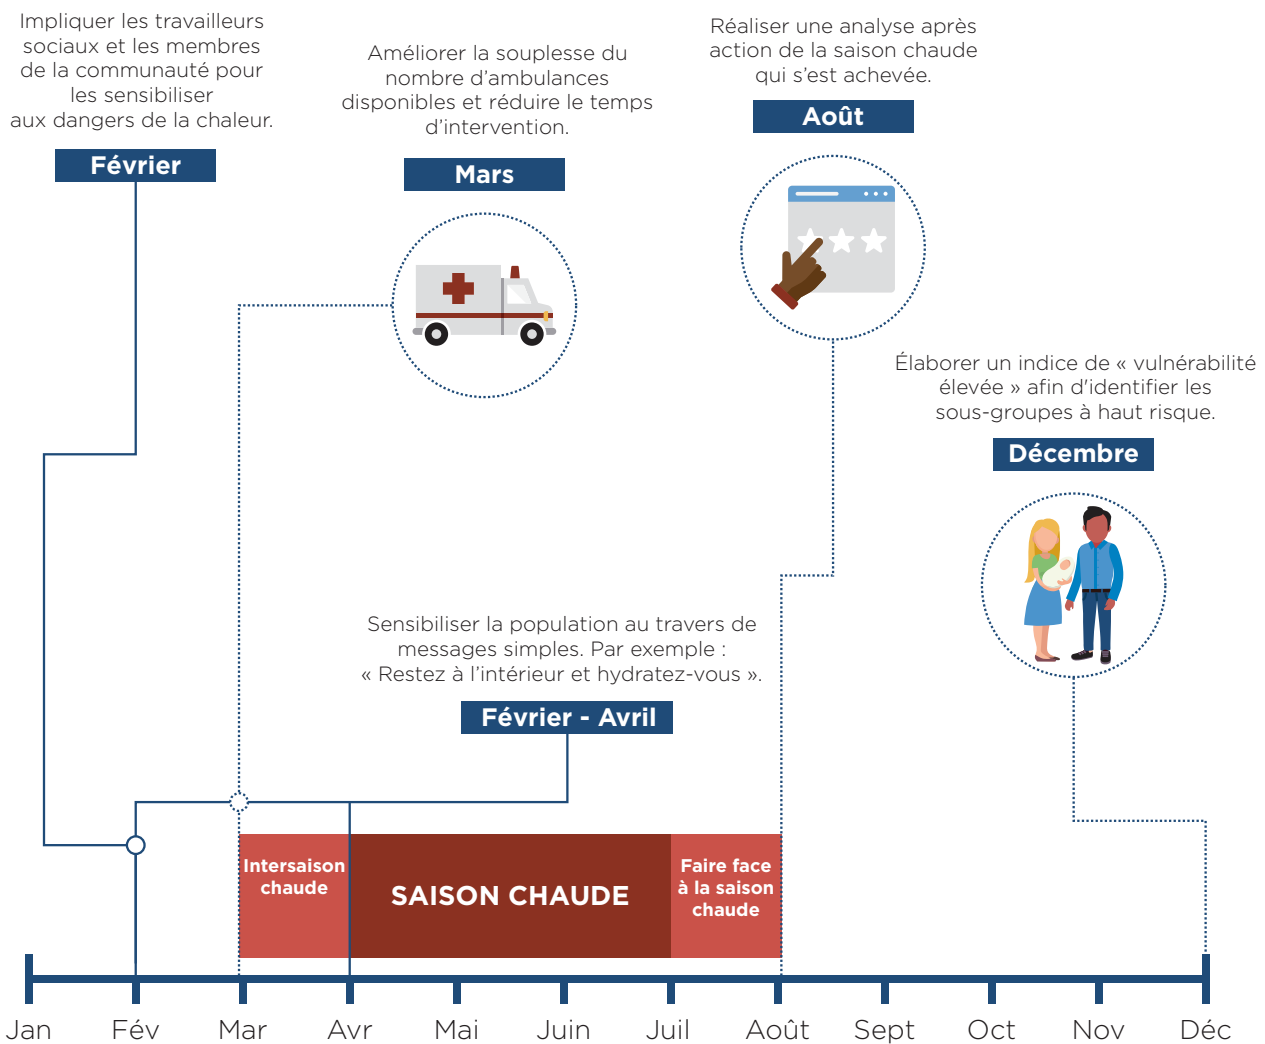 Impliquer les travailleurs
sociaux et les membres
de la communauté pour
les sensibiliser
aux dangers de la chaleur.
Février
Améliorer la souplesse du
nombre d’ambulances
disponibles et réduire le temps
d’intervention.
Mars
Réaliser une analyse après
action de la saison chaude
qui s’est achevée.
Août
Élaborer un indice de « vulnérabilité
élevée » afin d'identifier les
sous-groupes à haut risque.
Décembre
Sensibiliser la population au travers de
messages simples. Par exemple :
« Restez à l’intérieur et hydratez-vous ».
Février - Avril
Intersaison
chaude
SAISON CHAUDE
Faire face
à la saison
chaude
Jan Fév Mar Avr Mai Juin Juil Août Sept Oct Nov Déc